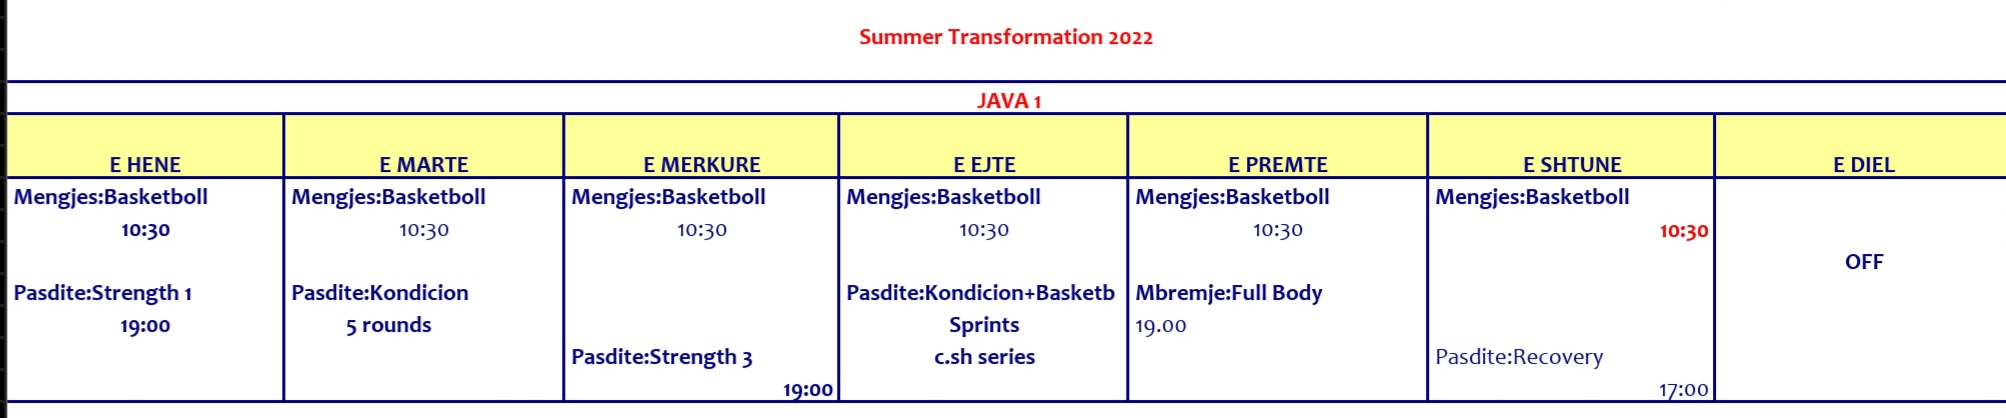 Summer Transformation 2022
JAVA 1
E HENE
E MARTE
E MERKURE
E EJTE
E PREMTE
E SHTUNE
E DIEL
Mengjes:Basketboll
10:30
Pasdite:Strength 1
19:00
Mengjes:Basketboll
10:30
Pasdite:Kondicion
5 rounds
Mengjes:Basketboll
10:30
Pasdite:Strength 3
19:00
Mengjes:Basketboll
10:30
Pasdite:Kondicion+Basketb
Sprints
c.sh series
Mengjes:Basketboll
10:30
Mbremje:Full Body
19.00
Mengjes:Basketboll
10:30
Pasdite:Recovery
17:00
OFF